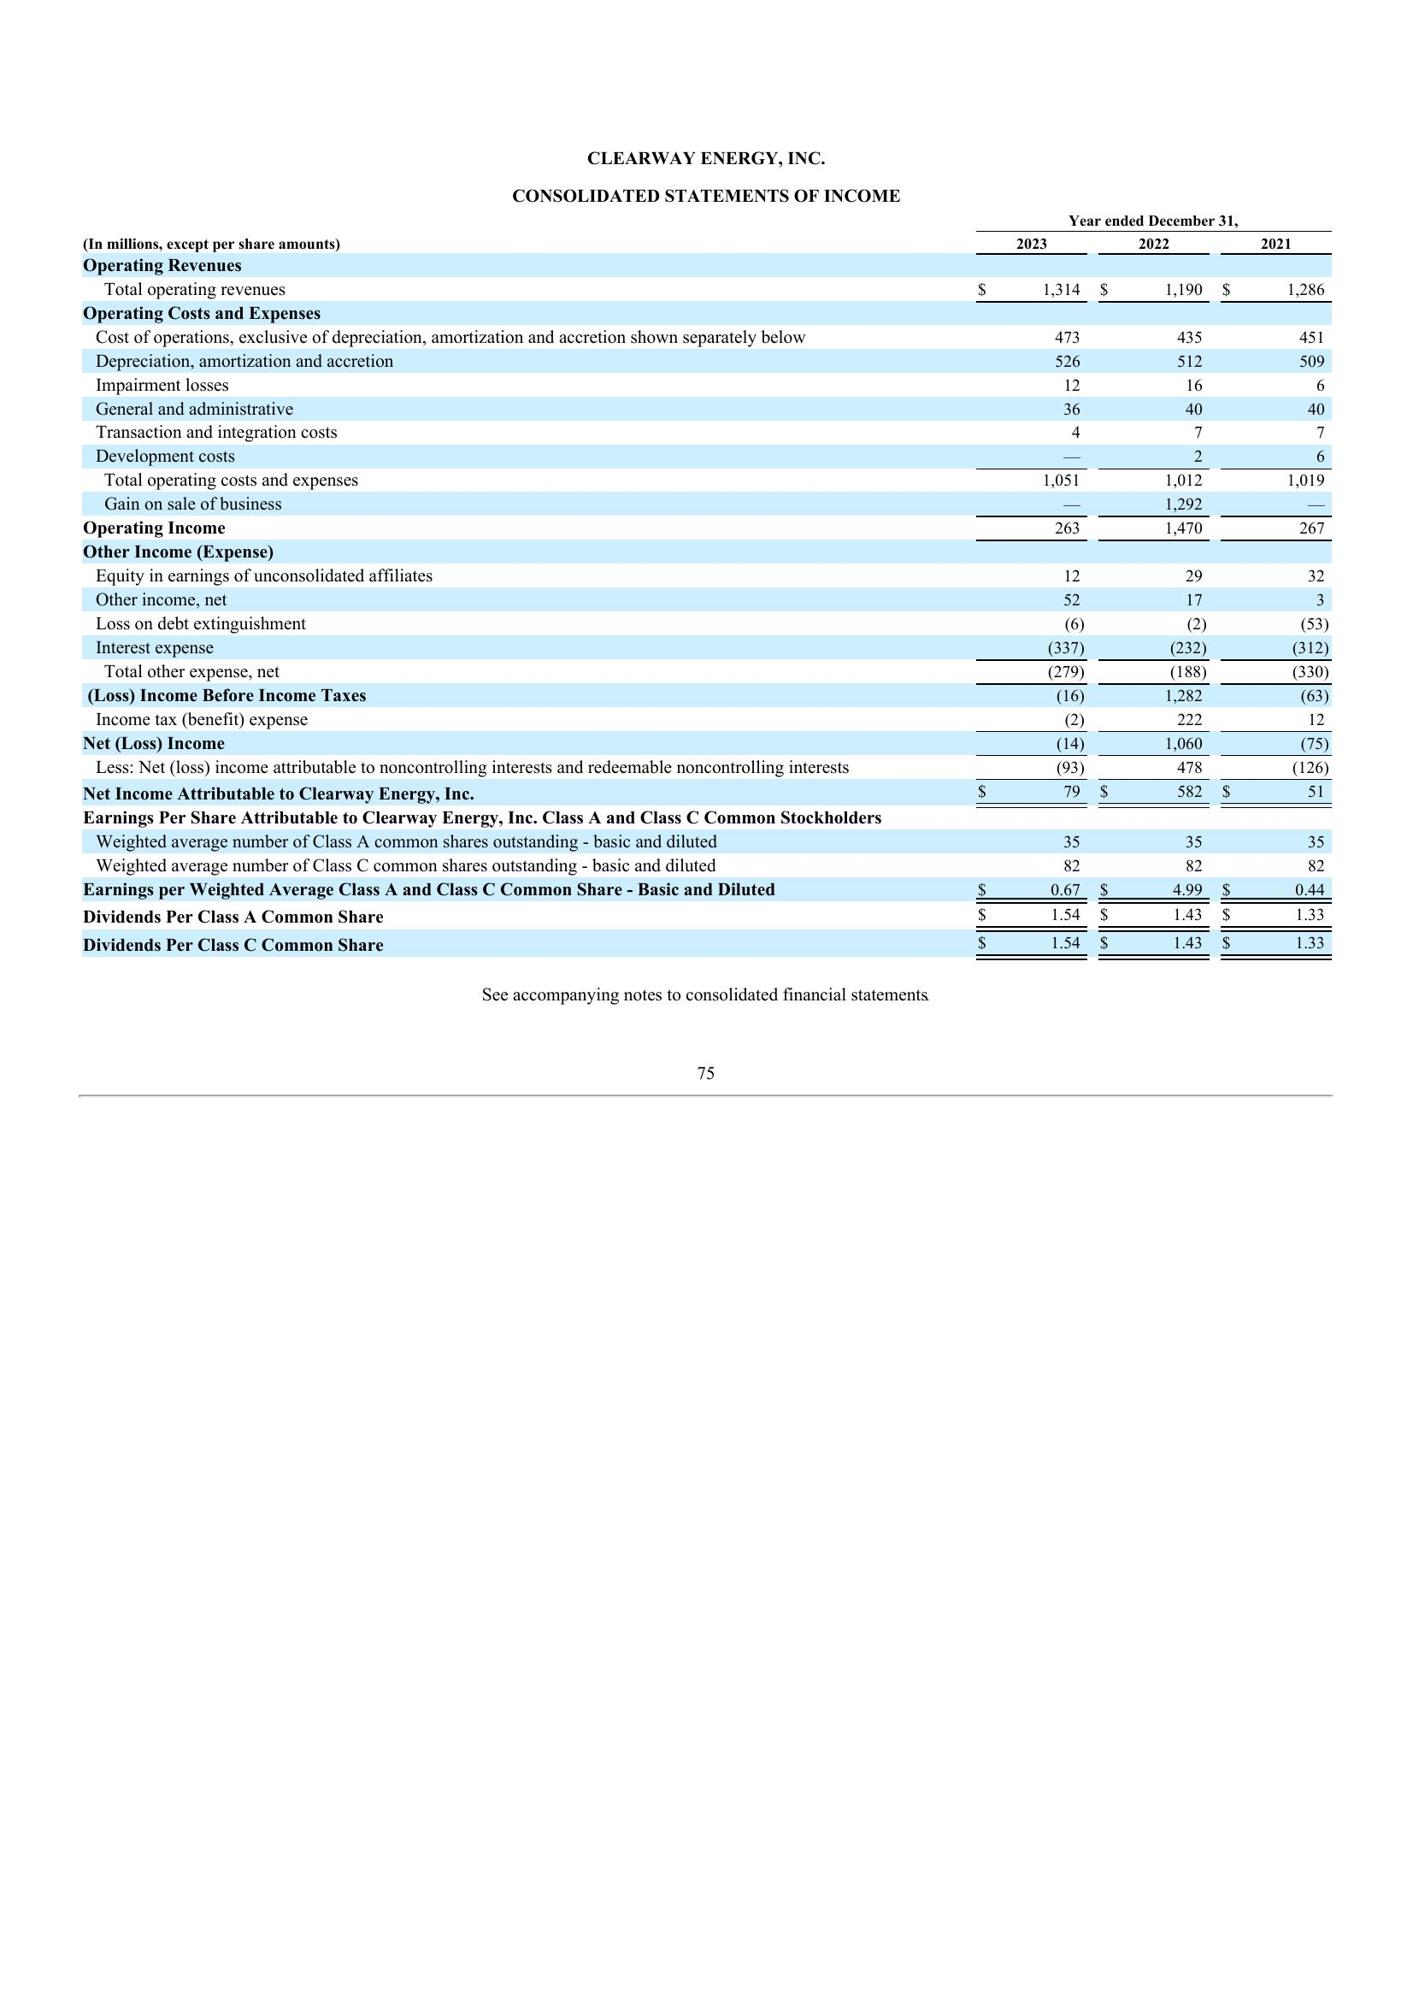 CLEARWAY ENERGY, INC.
CONSOLIDATED STATEMENTS OF INCOME
Year ended December 31,
(In millions, except per share amounts) 2023 2022 2021
Operating Revenues
Total operating revenues $ 1,314 $ 1,190 $ 1,286
Operating Costs and Expenses
Cost of operations, exclusive of depreciation, amortization and accretion shown separately below 473 435 451
Depreciation, amortization and accretion 526 512 509
Impairment losses 12 16 6
General and administrative 36 40 40
Transaction and integration costs 4 7 7
Development costs — 2 6
Total operating costs and expenses 1,051 1,012 1,019
Gain on sale of business — 1,292 —
Operating Income 263 1,470 267
Other Income (Expense)
Equity in earnings of unconsolidated affiliates 12 29 32
Other income, net 52 17 3
Loss on debt extinguishment (6) (2) (53)
Interest expense (337) (232) (312)
Total other expense, net (279) (188) (330)
(Loss) Income Before Income Taxes (16) 1,282 (63)
Income tax (benefit) expense (2) 222 12
Net (Loss) Income (14) 1,060 (75)
Less: Net (loss) income attributable to noncontrolling interests and redeemable noncontrolling interests (93) 478 (126)
Net Income Attributable to Clearway Energy, Inc. $ 79 $ 582 $ 51
Earnings Per Share Attributable to Clearway Energy, Inc. Class A and Class C Common Stockholders
Weighted average number of Class A common shares outstanding - basic and diluted 35 35 35
Weighted average number of Class C common shares outstanding - basic and diluted 82 82 82
Earnings per Weighted Average Class A and Class C Common Share - Basic and Diluted $ 0.67 $ 4.99 $ 0.44
Dividends Per Class A Common Share $ 1.54 $ 1.43 $ 1.33
Dividends Per Class C Common Share $ 1.54 $ 1.43 $ 1.33
See accompanying notes to consolidated financial statements.
75